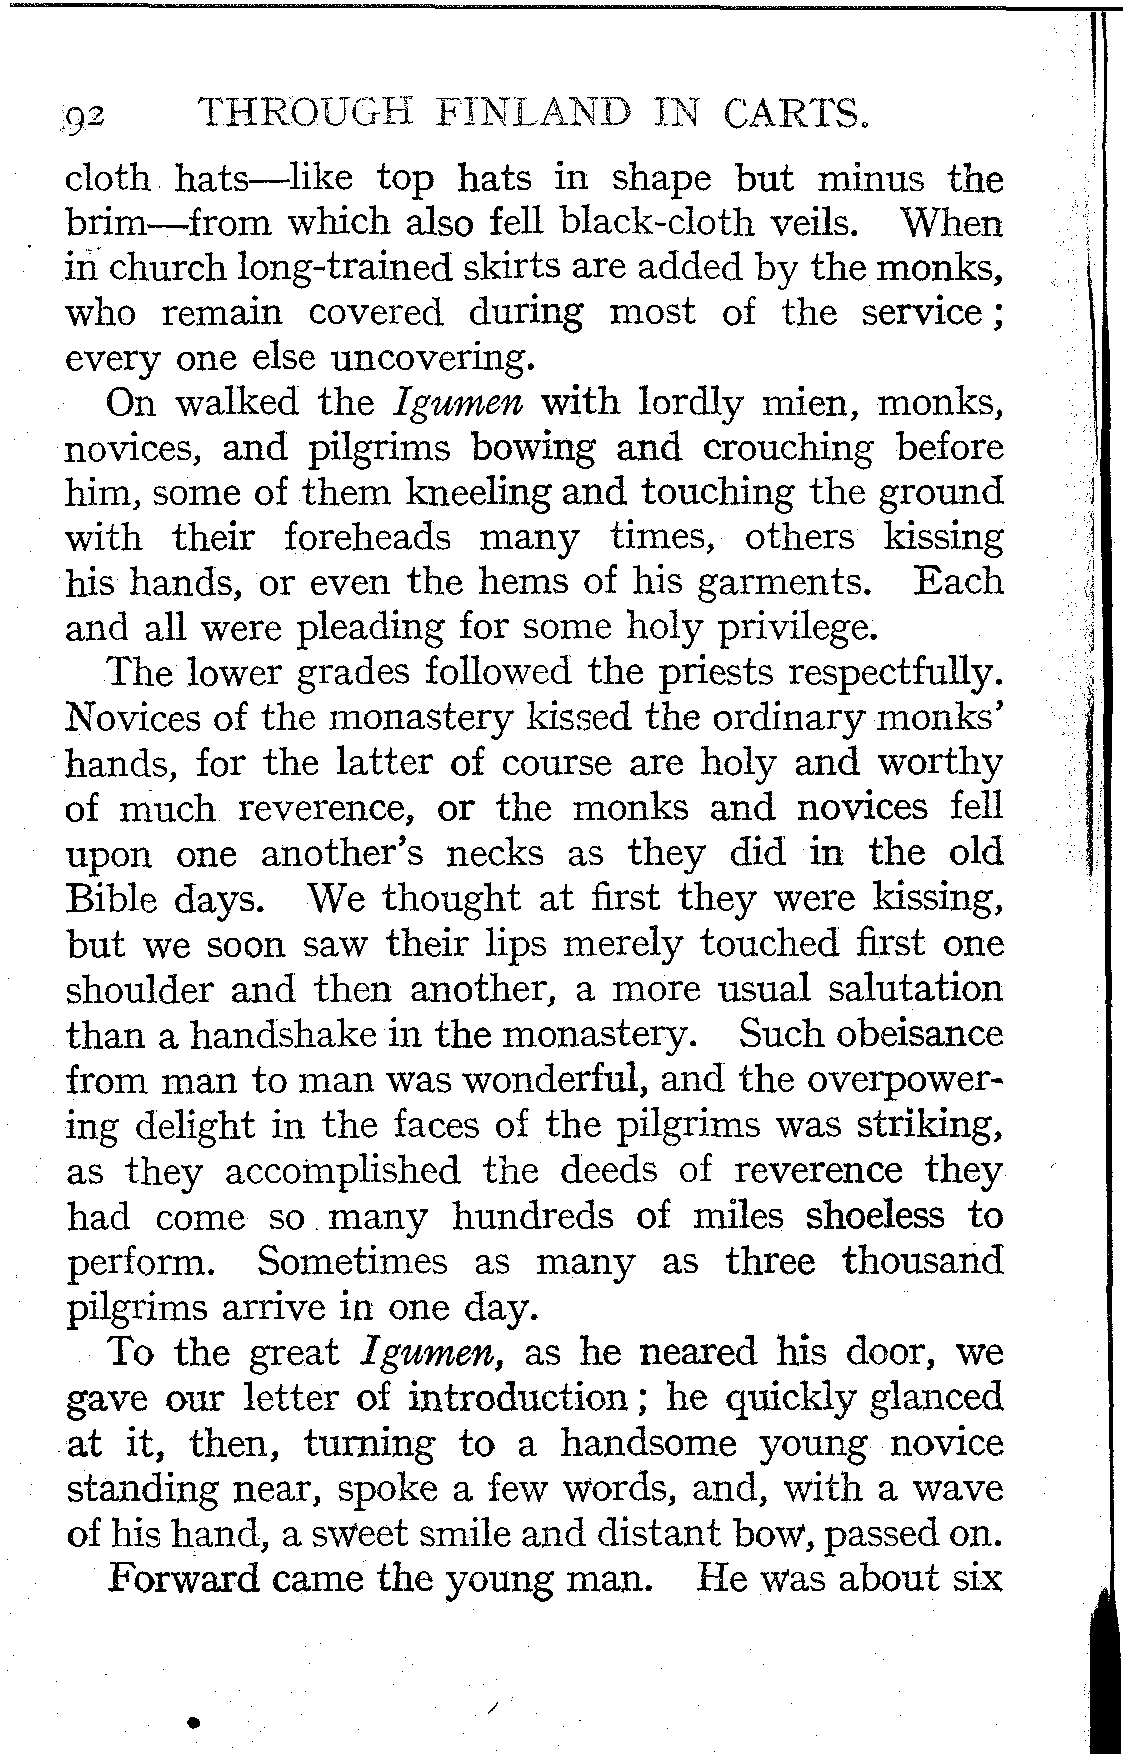 92 THROUGH FINLAND IN CARTS.
cloth hats—like top hats in shape but minus the
brim—from which also fell black-cloth veils. When
in church long-trained skirts are added by the monks,
who remain covered during most of the service ;
every one else uncovering.
On walked the Igumen with lordly mien, monks,
novices, and pilgrims bowing and crouching before
him, some of them kneeling and touching the ground
with their foreheads many times, others kissing
his hands, or even the hems of his garments. Each
and all were pleading for some holy privilege.
The lower grades followed the priests respectfully.
Novices of the monastery kissed the ordinary monks'
hands, for the latter of course are holy and worthy
of much reverence, or the monks and novices fell
upon one another's necks as they did in the old
Bible days. We thought at first they were kissing,
but we soon saw their lips merely touched first one
shoulder and then another, a more usual salutation
than a handshake in the monastery. Such obeisance
from man to man was wonderful, and the overpower-
ing delight in the faces of the pilgrims was striking,
as they accomplished the deeds of reverence they
had come so many hundreds of miles shoeless to
perform. Sometimes as many as three thousand
pilgrims arrive in one day.
To the great Igumen, as he neared his door, we
gave our letter of introduction ; he quickly glanced
at it, then, turning to a handsome young novice
standing near, spoke a few words, and, with a wave
of his hand, a sweet smile and distant bow, passed on.
Forward came the young man. He was about six